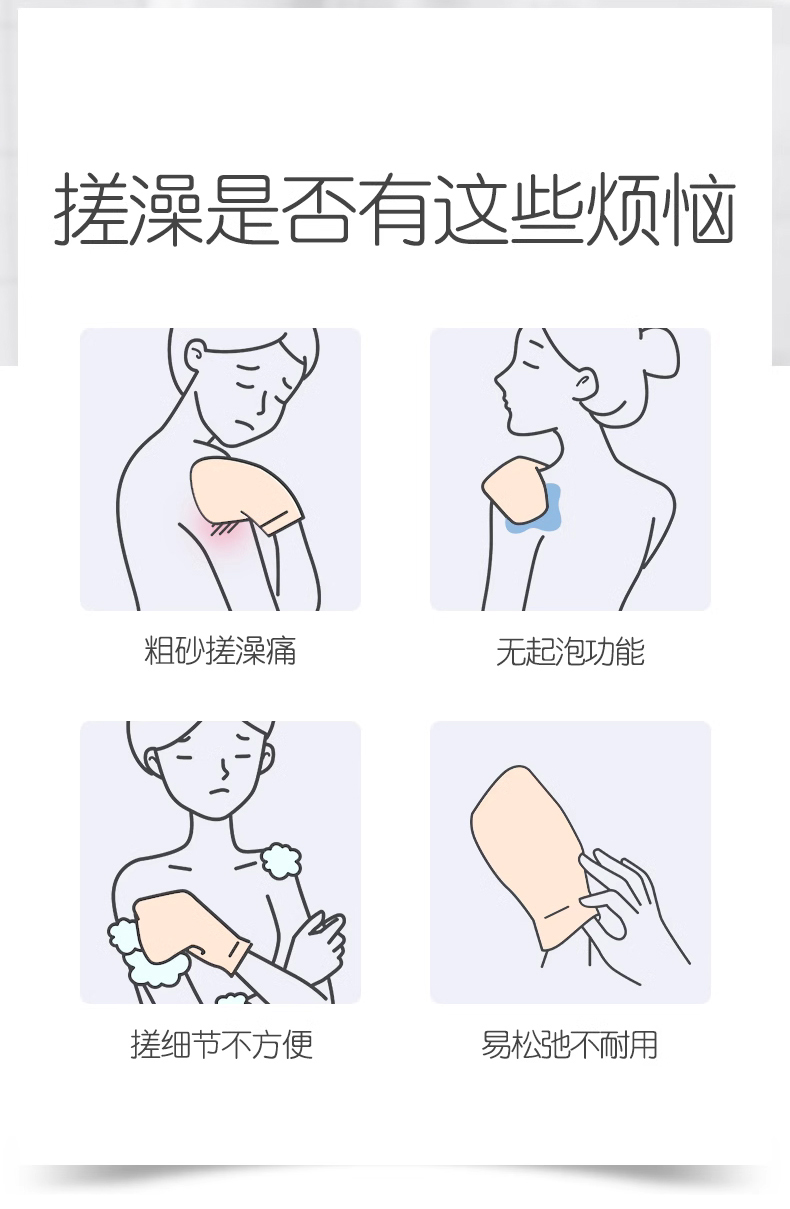 搓澡是否有这些烦恼
粗砂搓澡痛
无起泡功能
搓细节不方便
易松弛不耐用